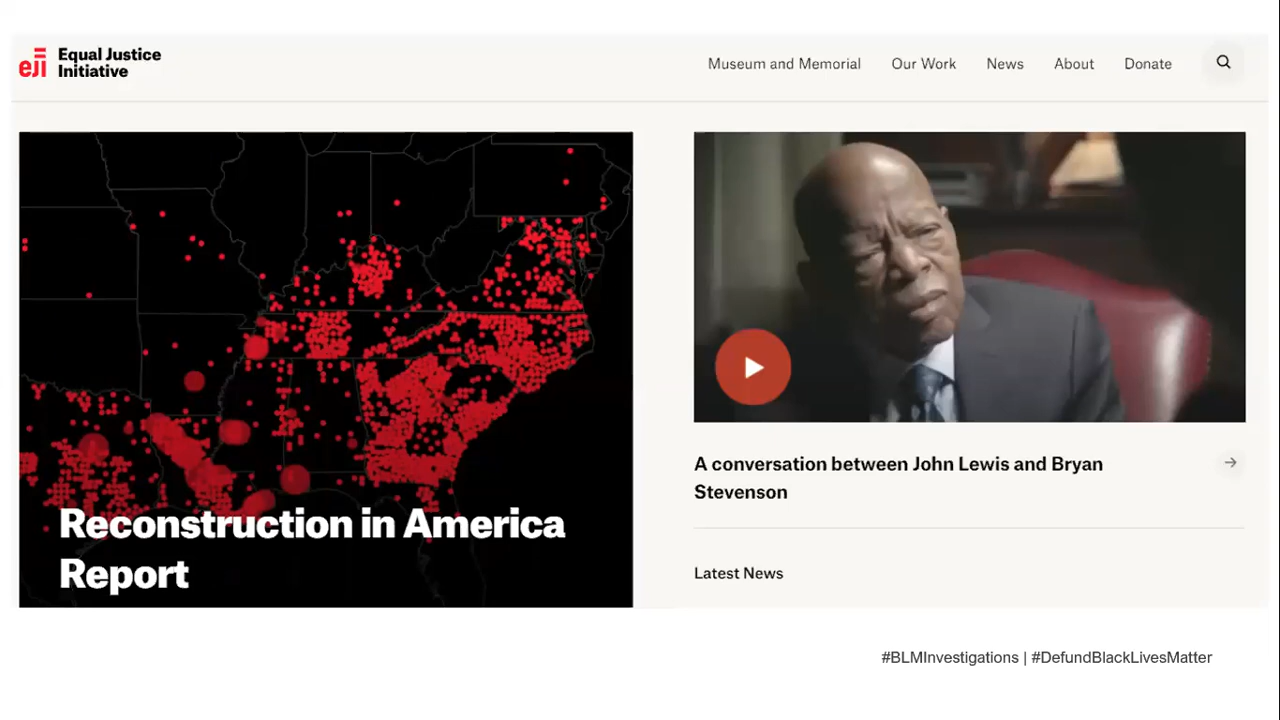 eji
Equal Justice
Initiative
Museum and Memorial
Our Work
News
About
Donate
Reconstruction in America
Report
A conversation between John Lewis and Bryan
Stevenson
Latest News
#BLMInvestigations | #DefundBlackLivesMatter